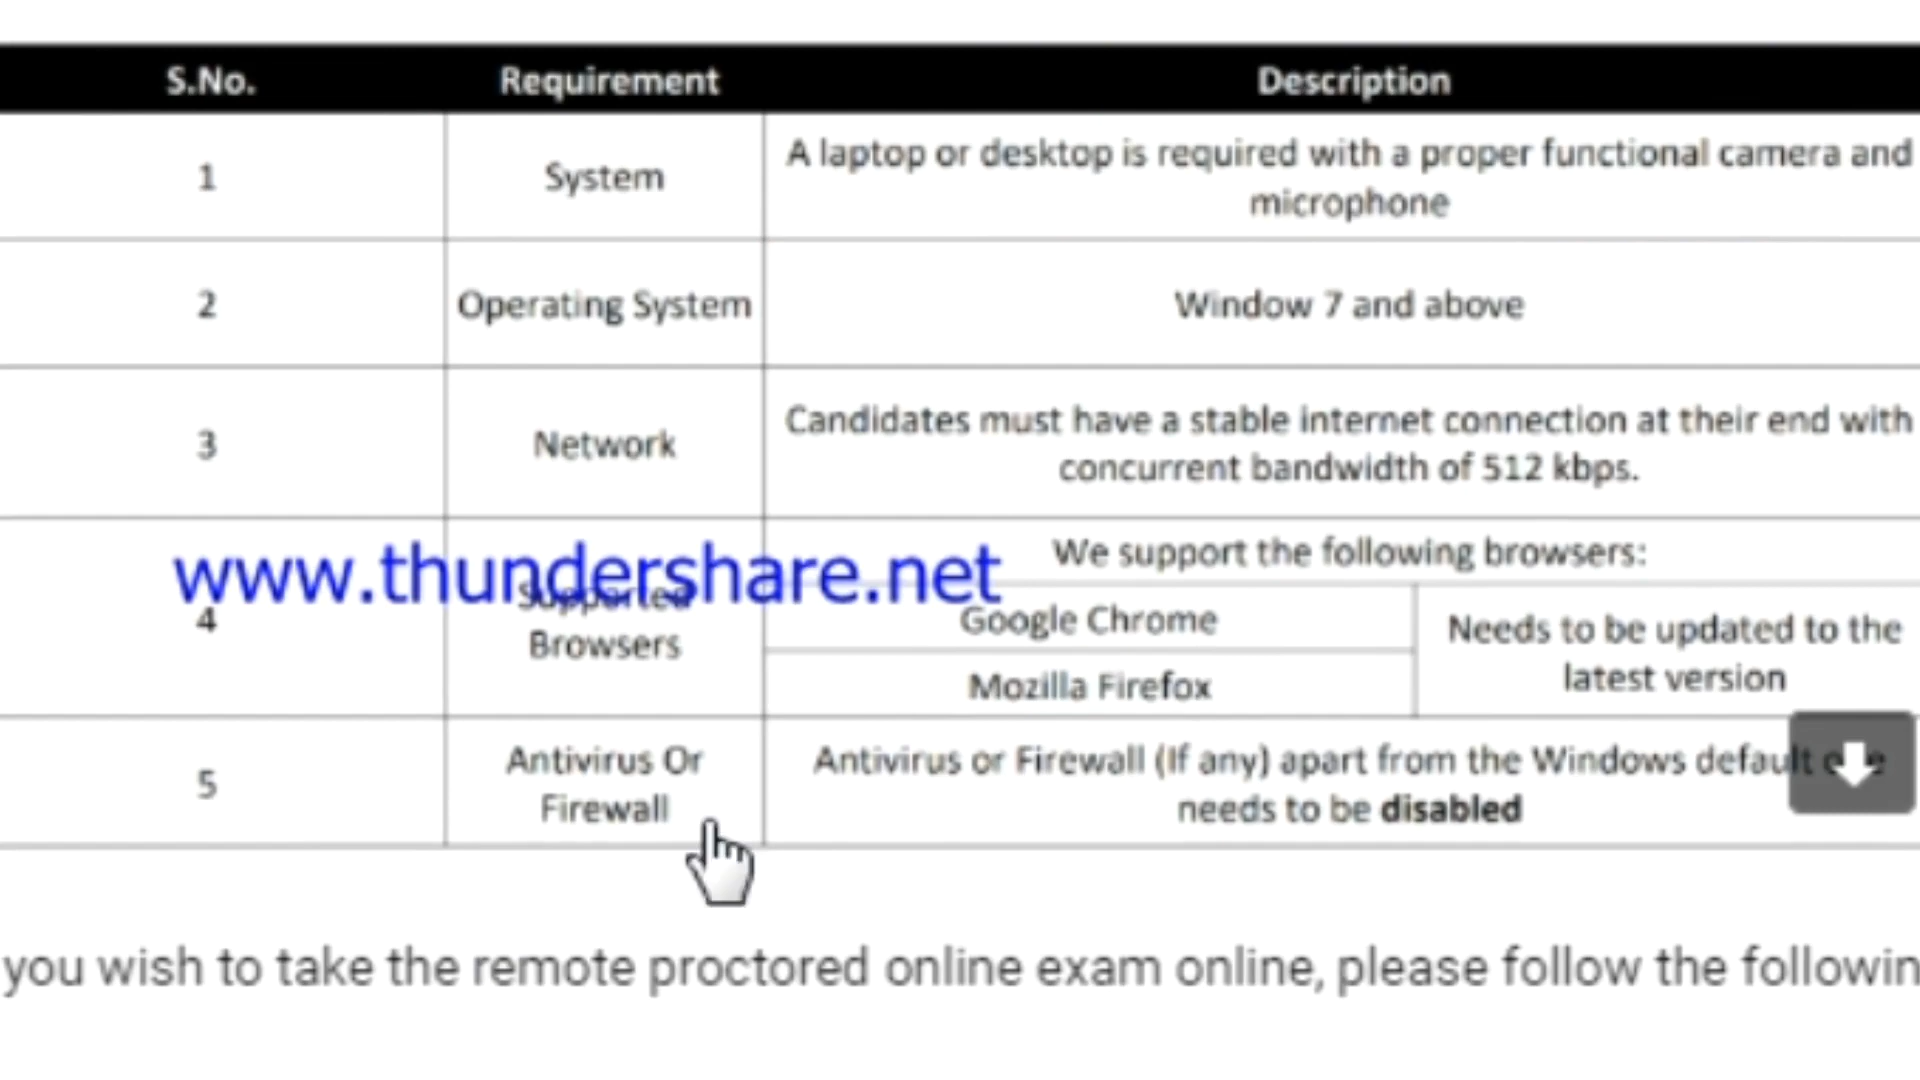 S.No. Requirement Description
1 System A laptop or desktop is required with a proper functional camera and
microphone
2 Operating System Window 7 and above
3 Network Candidates must have a stable internet connection at their end with
concurrent bandwidth of 512 kbps.
We support the following browsers:
www.thundershare.net
4 Supported
Browsers
Google Chrome
Mozilla Firefox
Needs to be updated to the
latest version
5 Antivirus Or
Firewall
Antivirus or Firewall (If any) apart from the Windows default
needs to be disabled
you wish to take the remote proctored online exam online, please follow the followin